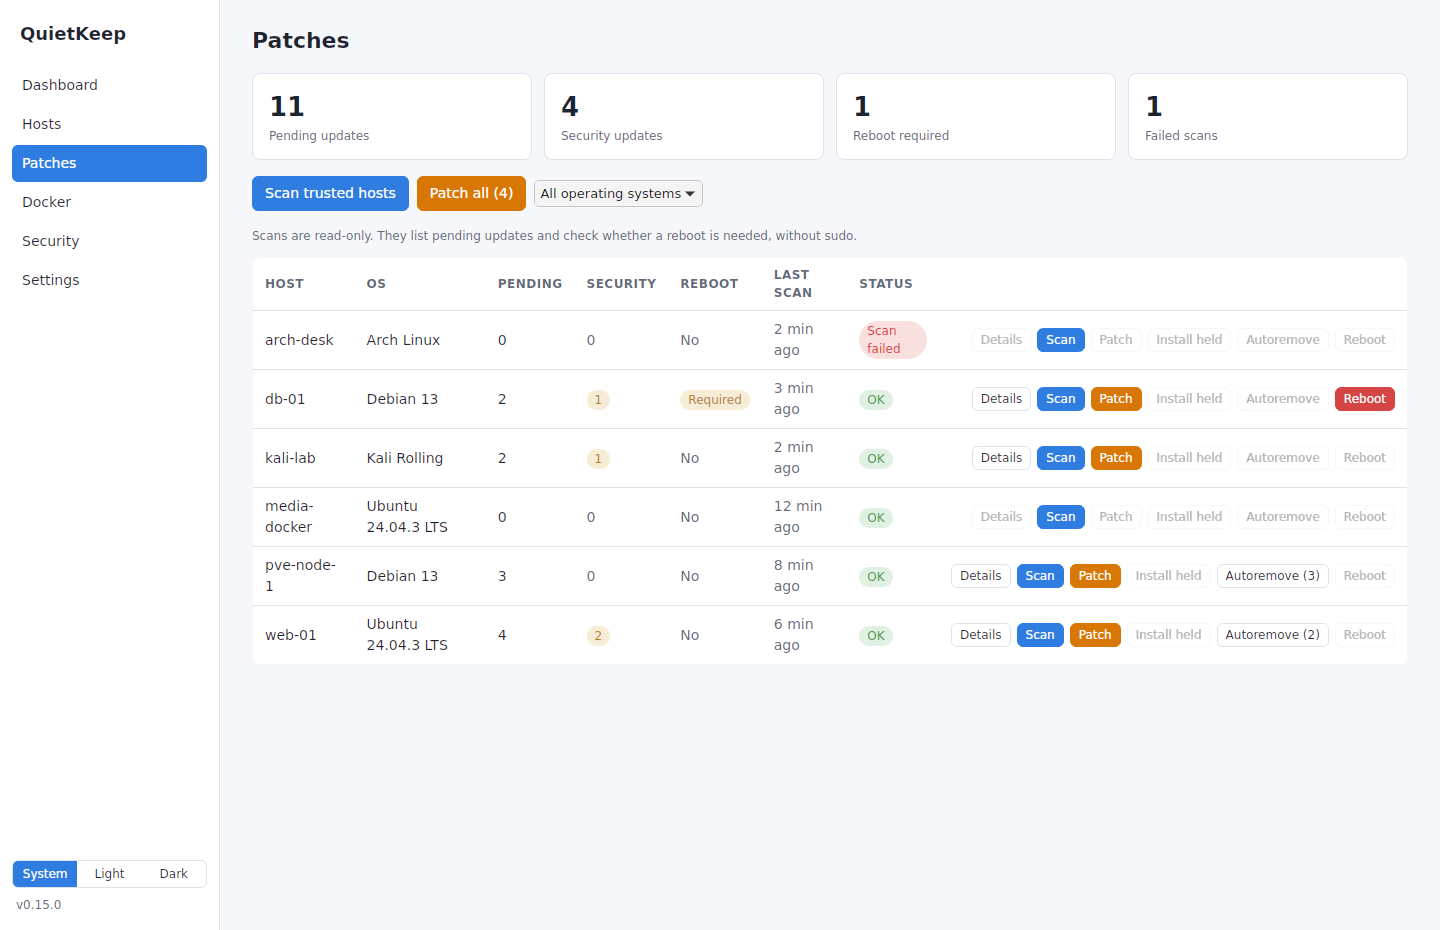 QuietKeep
Dashboard
Hosts
Patches
Docker
Security
Settings
System Light Dark
v0.15.0
Patches
11
Pending updates
4
Security updates
1
Reboot required
1
Failed scans
Scan trusted hosts Patch all (4) All operating systems
Scans are read-only. They list pending updates and check whether a reboot is needed, without sudo.
HOST OS PENDING SECURITY REBOOT LAST SCAN STATUS
arch-desk Arch Linux 0 0 No 2 min ago Scan failed Details Scan Patch Install held Autoremove Reboot
db-01 Debian 13 2 1 Required 3 min ago OK Details Scan Patch Install held Autoremove Reboot
kali-lab Kali Rolling 2 1 No 2 min ago OK Details Scan Patch Install held Autoremove Reboot
media-docker Ubuntu 24.04.3 LTS 0 0 No 12 min ago OK Details Scan Patch Install held Autoremove Reboot
pve-node-1 Debian 13 3 0 No 8 min ago OK Details Scan Patch Install held Autoremove (3) Reboot
web-01 Ubuntu 24.04.3 LTS 4 2 No 6 min ago OK Details Scan Patch Install held Autoremove (2) Reboot